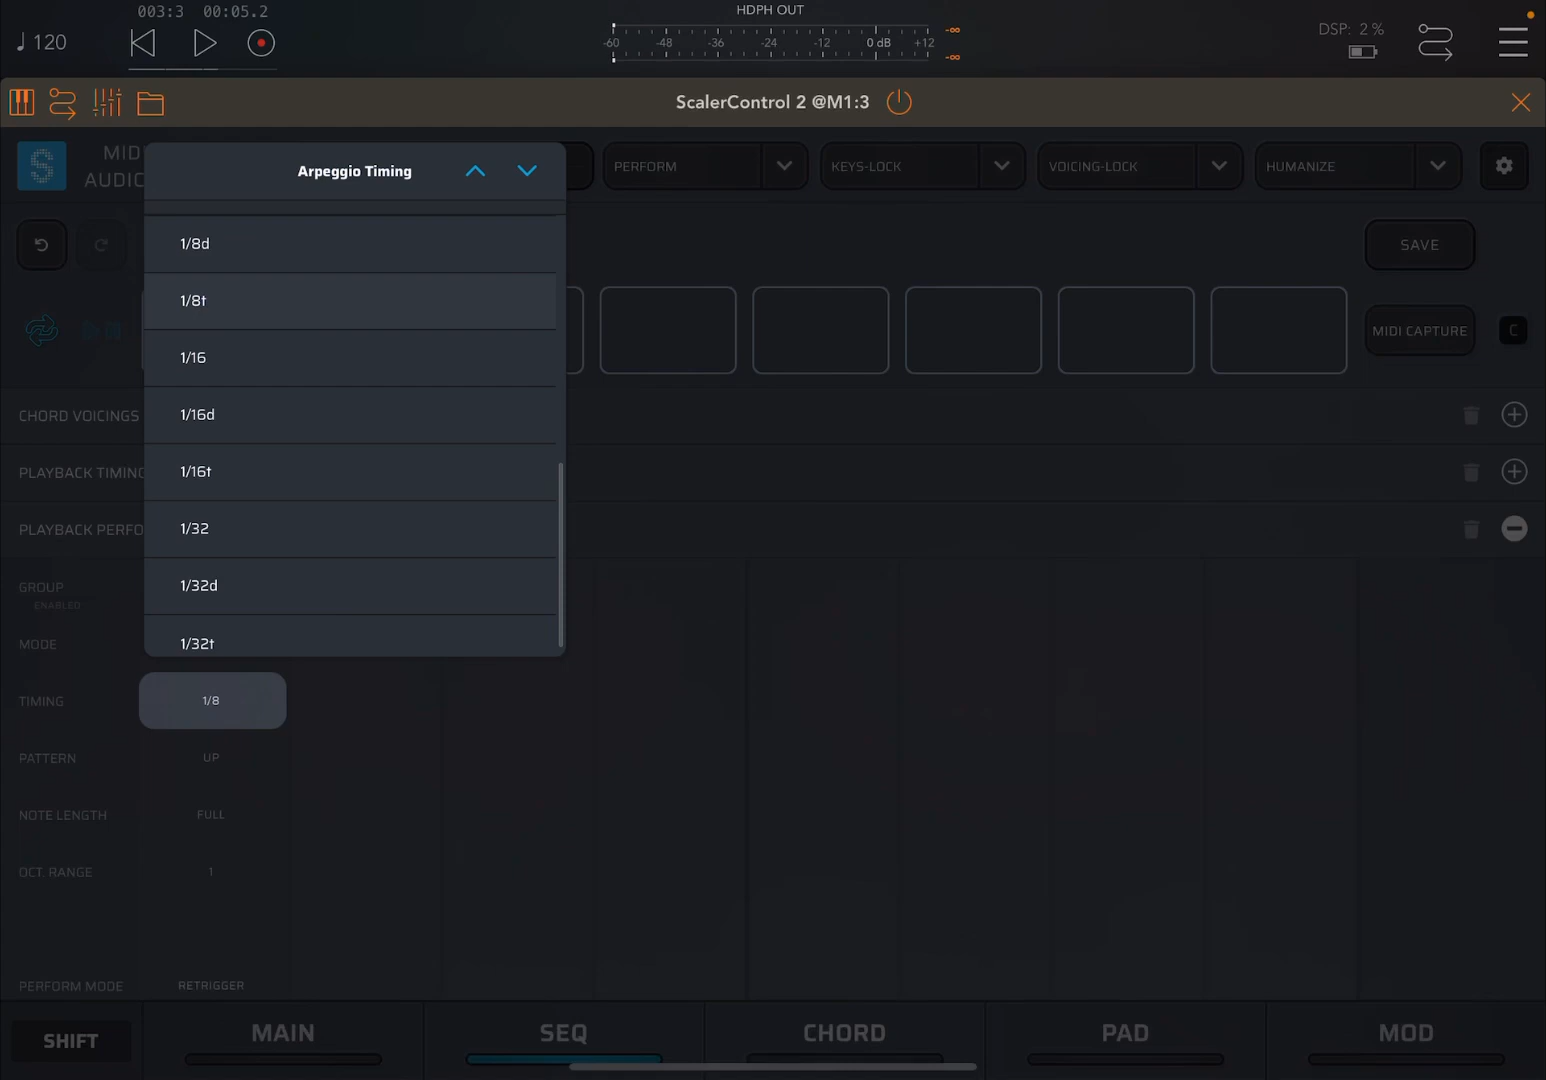 003:3 00:05.2
HDPH OUT
120
-60 -48 -36 -24 -12 0 dB +12
-∞
-∞
DSP: 2 %
ScalerControl 2 @M1:3
S
MIDI
AUDIO
Arpeggio Timing
PERFORM
KEYS-LOCK
VOICING-LOCK
HUMANIZE
1/8d
SAVE
1/8t
MIDI CAPTURE
C
1/16
CHORD VOICINGS
1/16d
PLAYBACK TIMING
1/16t
PLAYBACK PERFO
1/32
GROUP
ENABLED
1/32d
MODE
1/32t
TIMING 1/8
PATTERN UP
NOTE LENGTH FULL
OCT. RANGE 1
PERFORM MODE RETRIGGER
SHIFT
MAIN
SEQ
CHORD
PAD
MOD